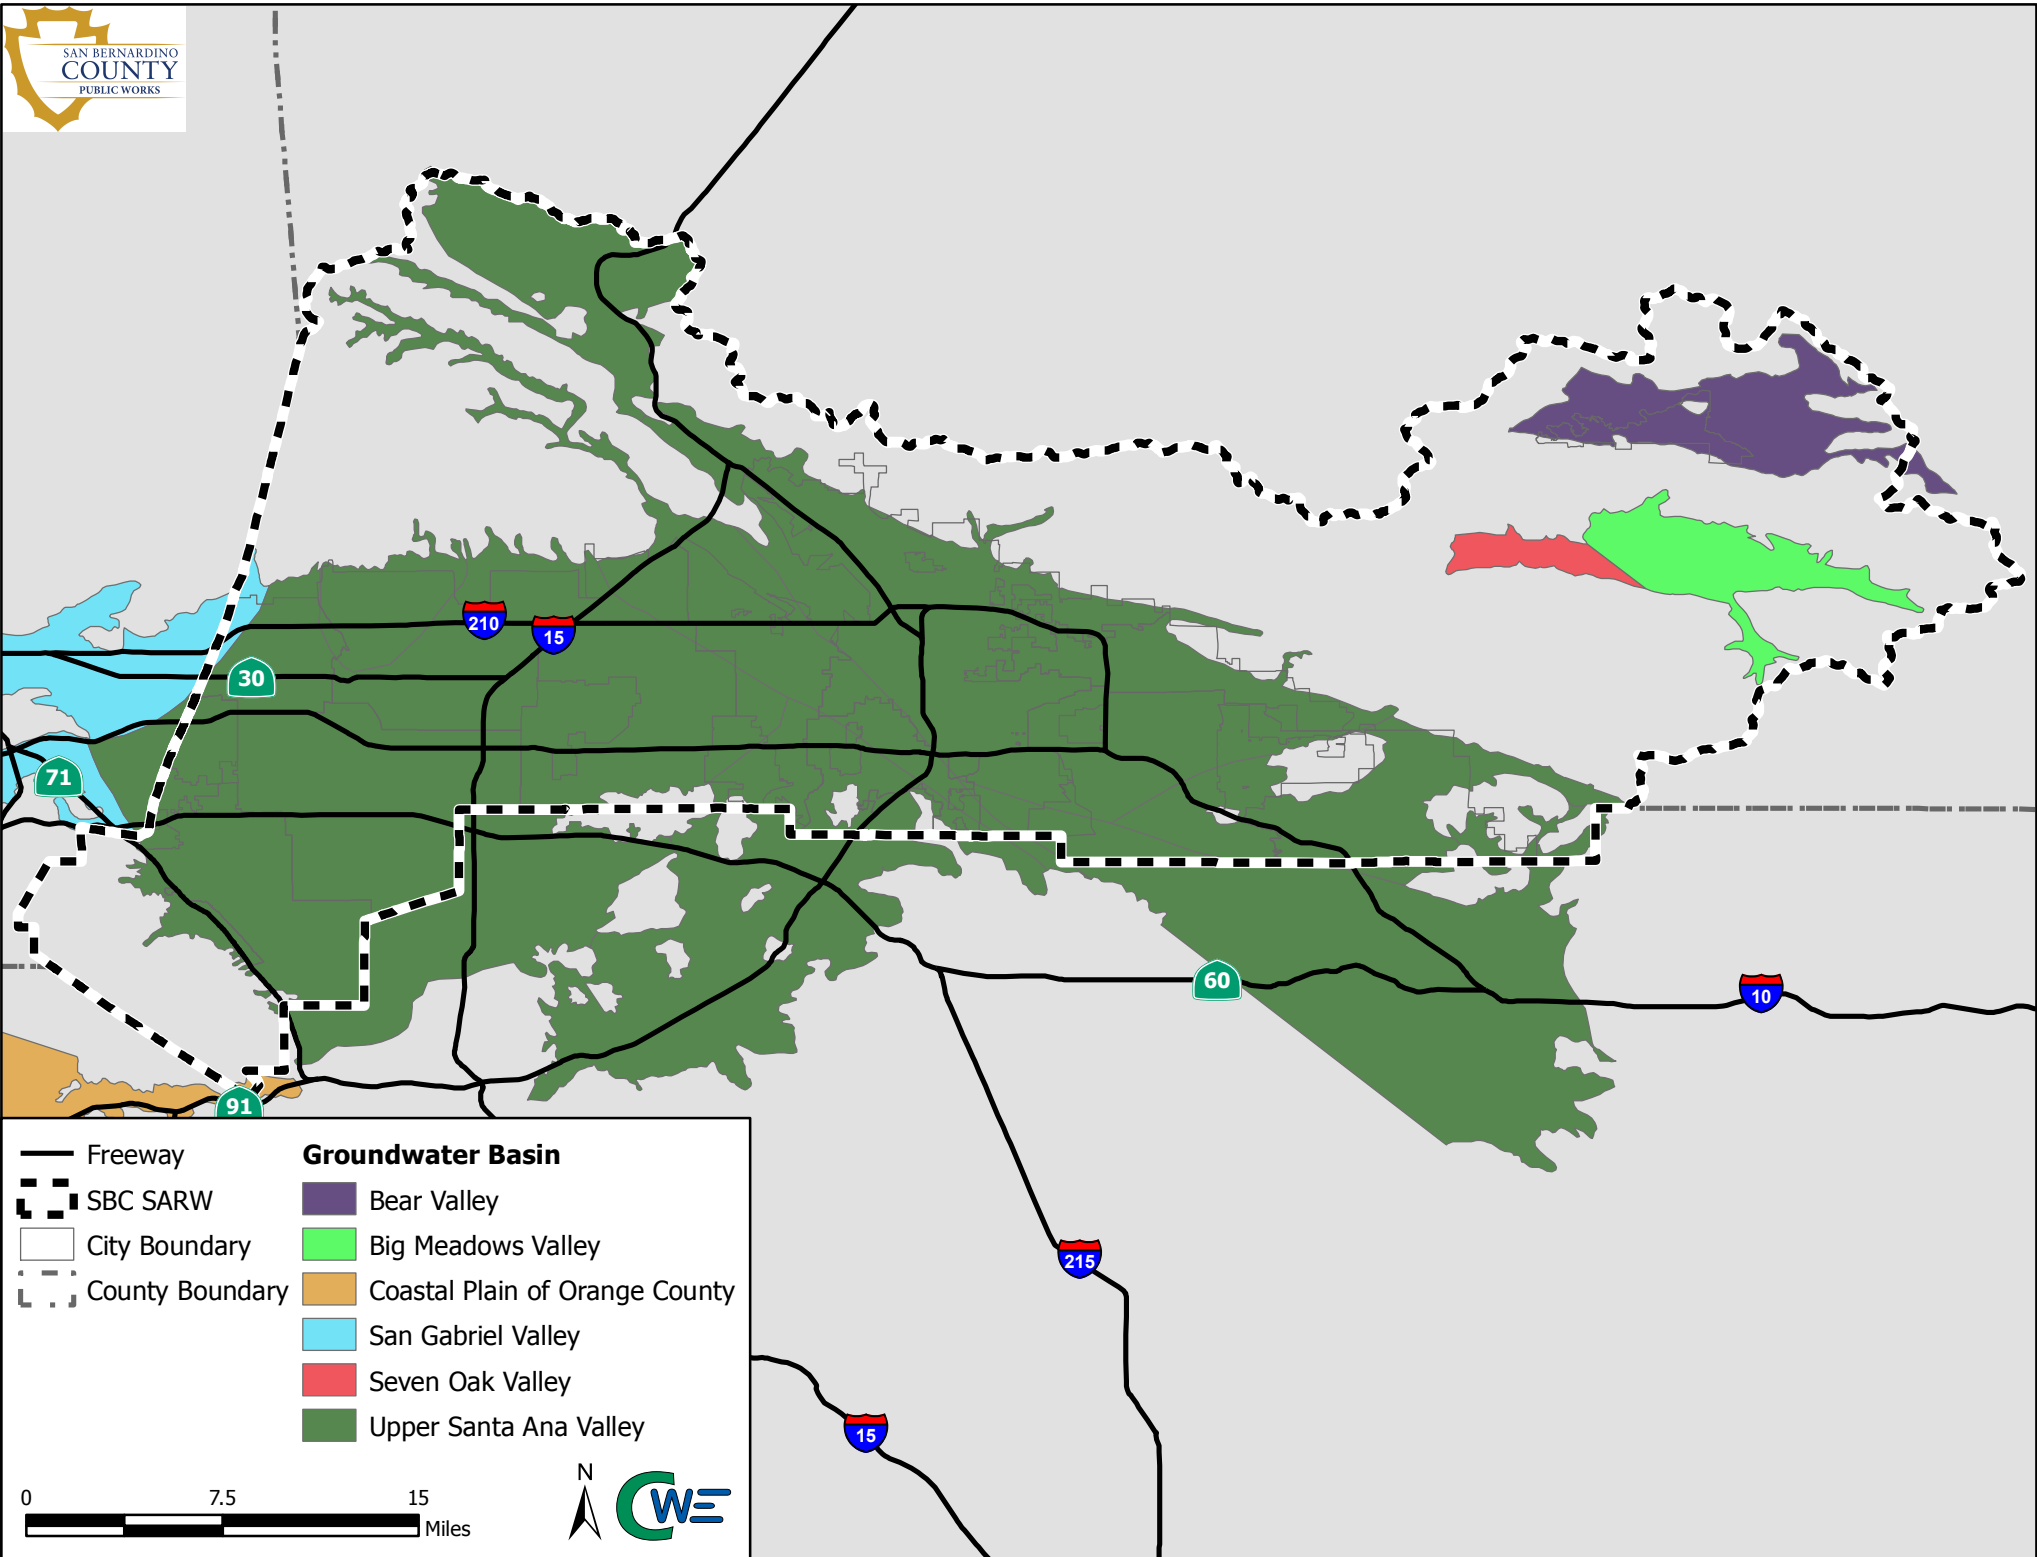 SAN BERNARDINO
COUNTY
PUBLIC WORKS
210
15
30
71
60
10
91
215
15
Freeway
SBC SARW
City Boundary
County Boundary
Groundwater Basin
Bear Valley
Big Meadows Valley
Coastal Plain of Orange County
San Gabriel Valley
Seven Oak Valley
Upper Santa Ana Valley
0 7.5 15
Miles
N
CWE